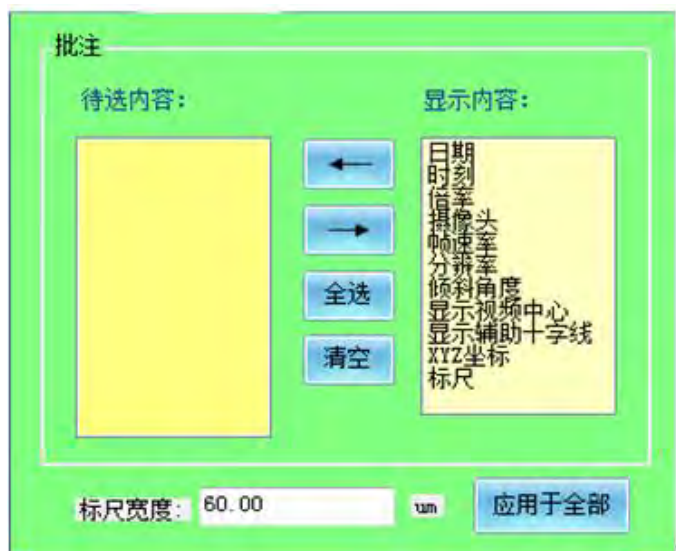 批注
待选内容:
显示内容:
日期
时刻
倍率
摄像头
帧速率
分辨率
倾斜角度
显示视频中心
显示辅助十字线
XYZ坐标
标尺
←
→
全选
清空
标尺宽度: 60.00 um
应用于全部